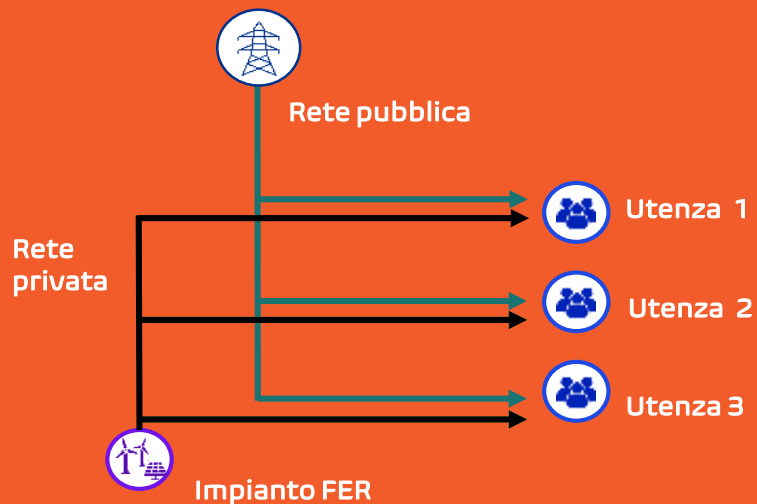 Rete pubblica
Utenza 1
Rete
privata
Utenza 2
Utenza 3
Impianto FER